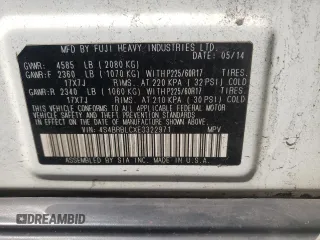 MFD BY FUJI HEAVY INDUSTRIES LTD.
GVWR: 4585 LB (2080 KG) 05/14
GAWR:F 2360 LB (1070 KG) WITH P225/60R17 TIRES,
17X7J RIMS, AT 220 KPA (32 PSI) COLD
GAWR:R 2340 LB (1060 KG) WITH P225/60R17 TIRES,
17X7J RIMS, AT 210 KPA (30 PSI) COLD
THIS VEHICLE CONFORMS TO ALL APPLICABLE
FEDERAL MOTOR VEHICLE SAFETY AND
THEFT PREVENTION STANDARDS IN EFFECT ON
THE DATE OF MANUFACTURE SHOWN ABOVE.
VIN: 4S4BRBLCXE3322971 MPV
ASSEMBLED BY SIA INC. MADE IN U.S.A.
DREAMBID